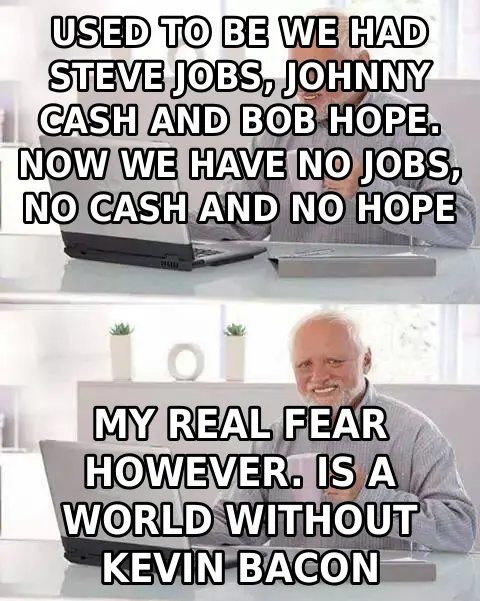 USED TO BE WE HAD
STEVE JOBS, JOHNNY
CASH AND BOB HOPE.
NOW WE HAVE NO JOBS,
NO CASH AND NO HOPE
MY REAL FEAR
HOWEVER. IS A
WORLD WITHOUT
KEVIN BACON